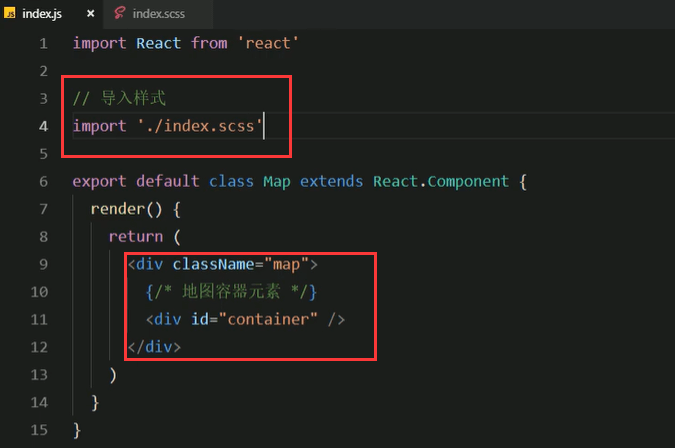 JS index.js × index.scss
1 import React from 'react'
2
3 // 导入样式
4 import './index.scss'
5
6 export default class Map extends React.Component {
7 render() {
8 return (
9 <div className="map">
10 {/* 地图容器元素 */}
11 <div id="container" />
12 </div>
13 )
14 }
15 }